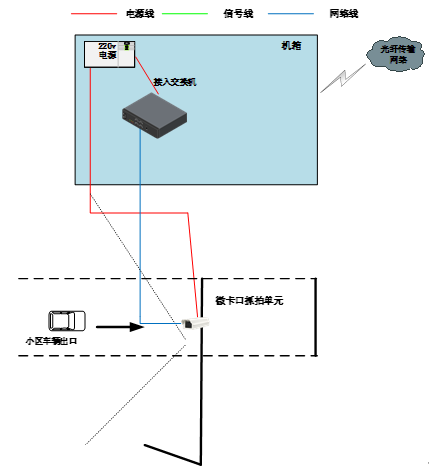 电源线
信号线
网络线
220v
电源
机箱
接入交换机
光纤传输
网络
微卡口抓拍单元
小区车辆出口